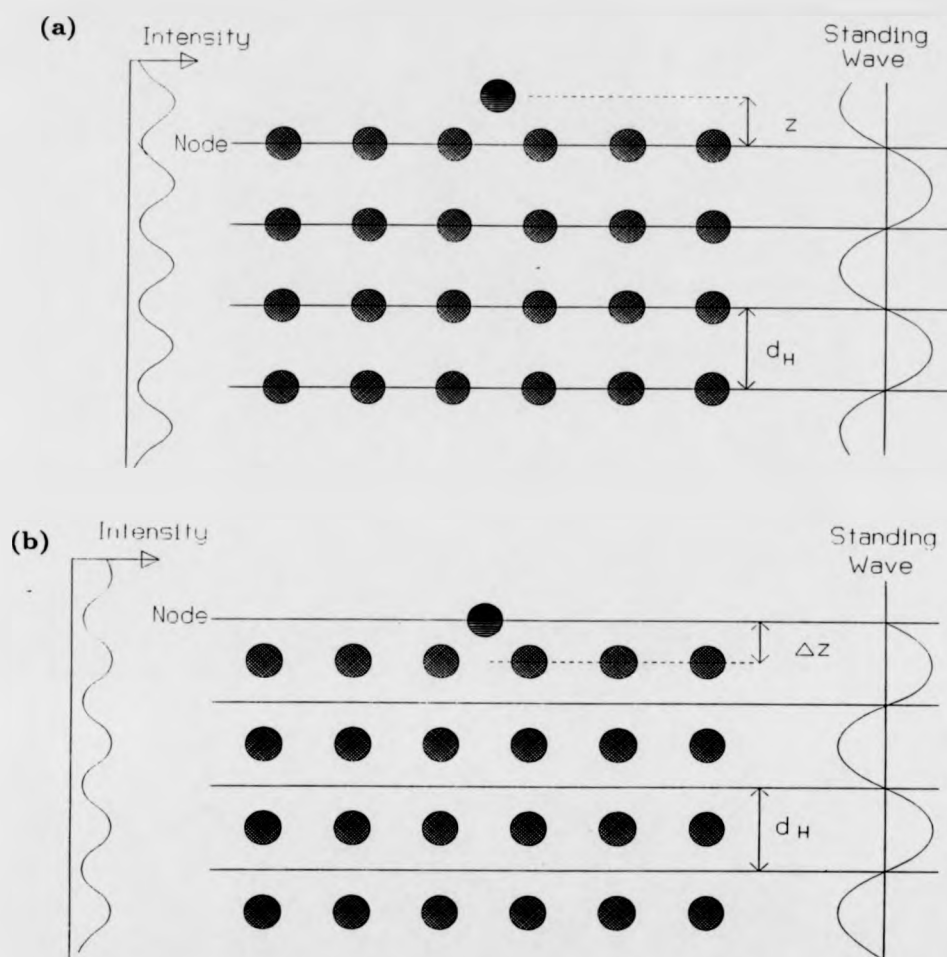 (a)
Intensity
Standing
Wave
z
Node
d_H
(b)
Intensity
Standing
Wave
Node
Δz
d_H